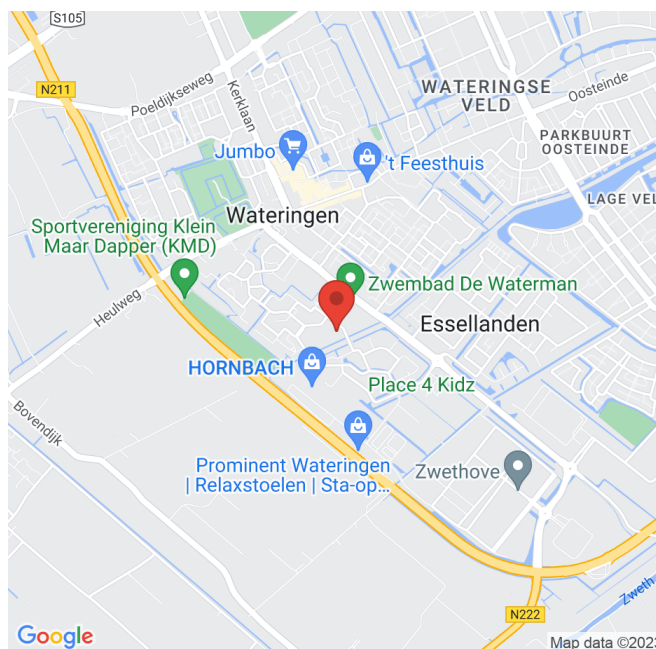 S105
N211
Poeldijkseweg
Kerklaan
WATERINGSE
VELD
Oosteinde
Jumbo
't Feesthuis
PARKBUURT
OOSTEINDE
LAGE VEL
Sportvereniging Klein
Maar Dapper (KMD)
Wateringen
Zwembad De Waterman
Heulweg
Essellanden
HORNBACH
Place 4 Kidz
Bovendijk
Prominent Wateringen
| Relaxstoelen | Sta-op...
Zwethove
Zweth
N222
Google
Map data ©2023